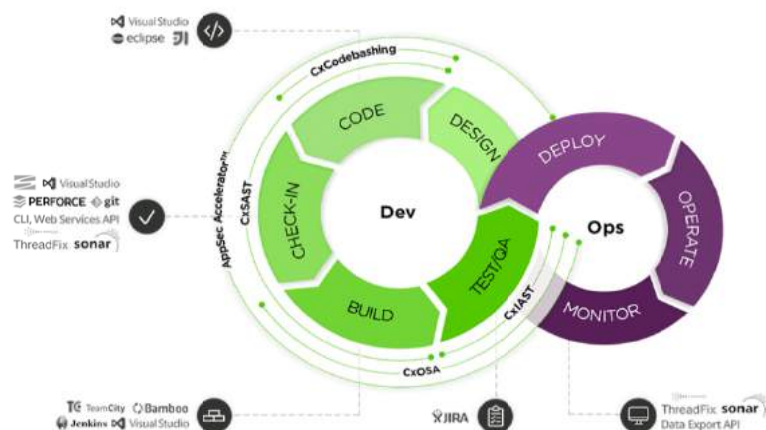 Visual Studio
eclipse
CxCodebashing
CODE
DESIGN
DEPLOY
AppSec Accelerator™
CxSAST
CHECK-IN
Dev
Ops
OPERATE
Visual Studio
PERFORCE git
CLI, Web Services API
ThreadFix sonar
TEST/QA
BUILD
MONITOR
CxIAST
CxOSA
TeamCity Bamboo
Jenkins Visual Studio
JIRA
ThreadFix sonar
Data Export API